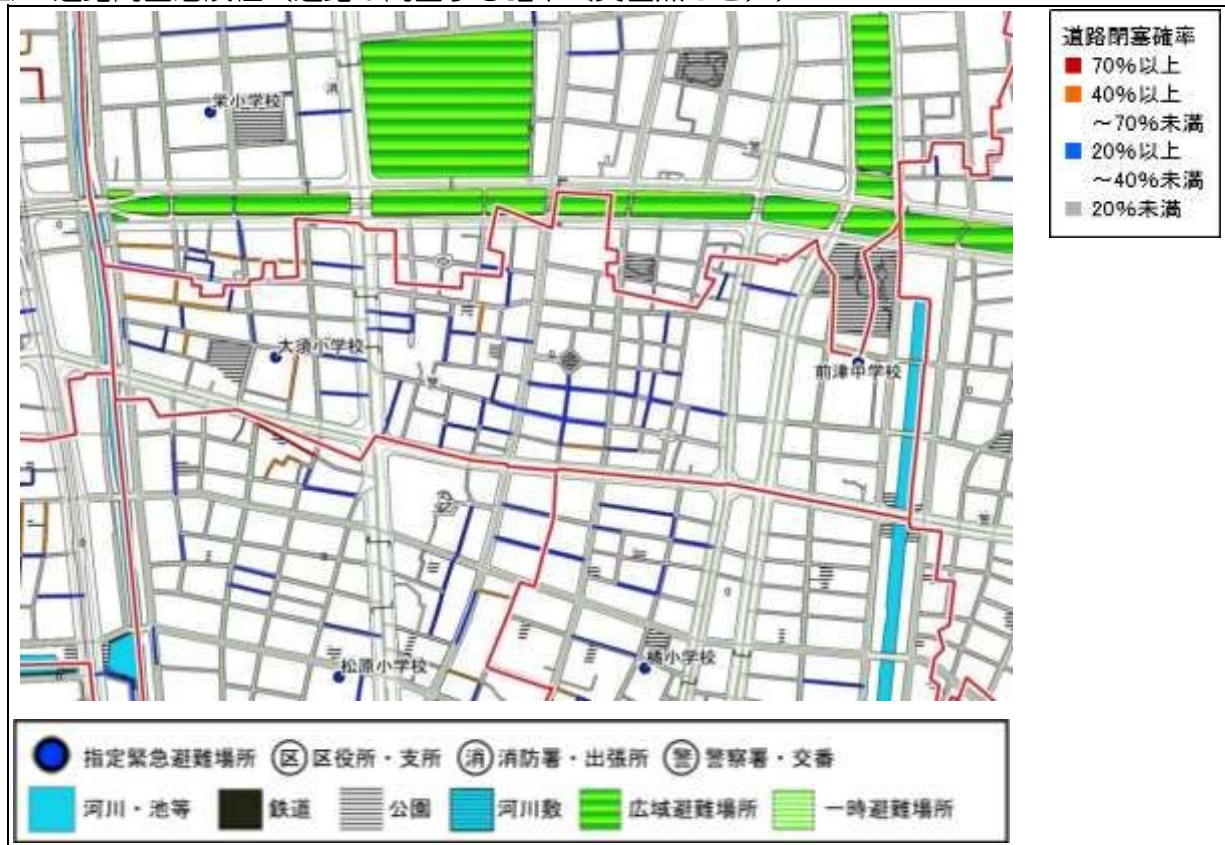 道路閉塞確率
70%以上
40%以上
～70%未満
20%以上
～40%未満
20%未満
栄小学校
消
警
大須小学校
前津中学校
警
警
松原小学校
橘小学校
指定緊急避難場所 区 区役所・支所 消 消防署・出張所 警 警察署・交番
河川・池等 鉄道 公園 河川敷 広域避難場所 一時避難場所